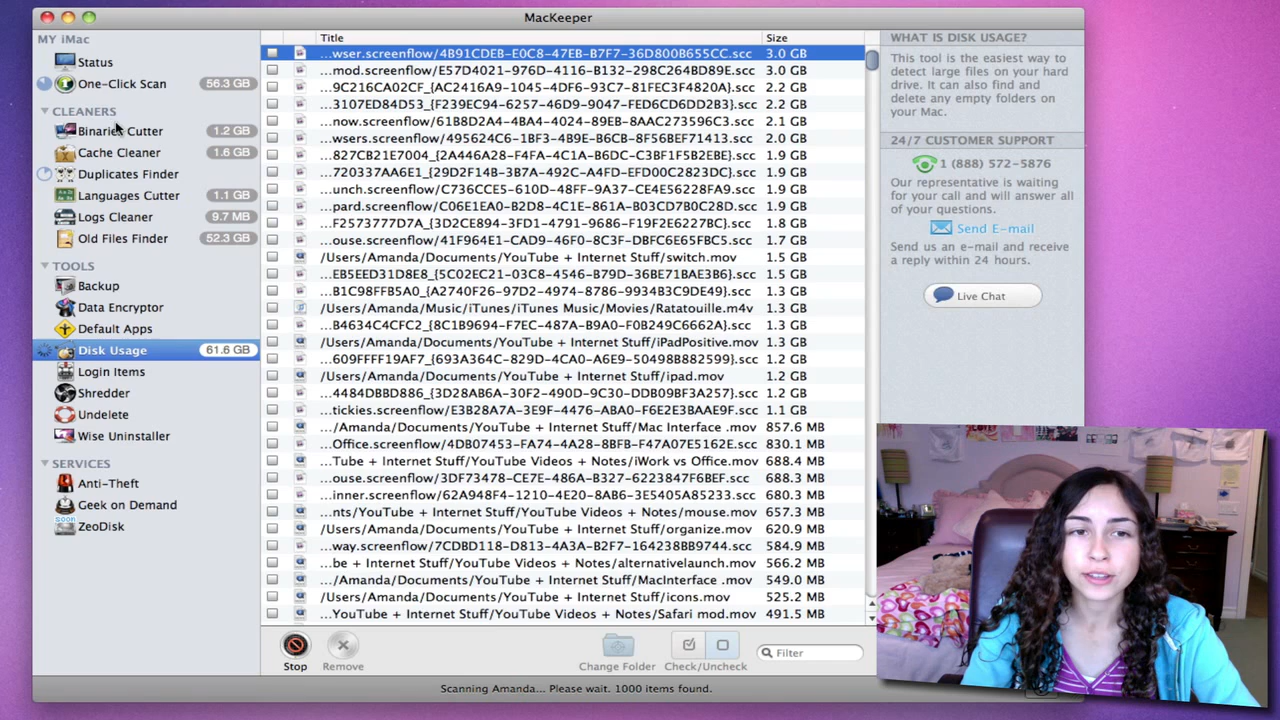 MacKeeper
MY iMac
Status
One-Click Scan 56.3 GB
CLEANERS
Binaries Cutter 1.2 GB
Cache Cleaner 1.6 GB
Duplicates Finder
Languages Cutter 1.1 GB
Logs Cleaner 9.7 MB
Old Files Finder 52.3 GB
TOOLS
Backup
Data Encryptor
Default Apps
Disk Usage 61.6 GB
Login Items
Shredder
Undelete
Wise Uninstaller
SERVICES
Anti-Theft
Geek on Demand
soon
ZeoDisk
Title Size
...wser.screenflow/4B91CDEB-E0C8-47EB-B7F7-36D800B655CC.scc 3.0 GB
...mod.screenflow/E57D4021-976D-4116-B132-298C264BD89E.scc 3.0 GB
...9C216A02CF_{AC2416A9-1045-4DF6-93C7-81FEC3F4820A}.scc 2.2 GB
...3107ED84D53_{F239EC94-6257-46D9-9047-FED6CD6DD2B3}.scc 2.2 GB
...now.screenflow/61B8D2A4-4BA4-4024-89EB-8AAC273596C3.scc 2.1 GB
...wsers.screenflow/495624C6-1BF3-4B9E-B6CB-8F56BEF71413.scc 2.0 GB
...827CB21E7004_{2A446A28-F4FB-4C23-B3DC-C3BF1F5B2EBE}.scc 1.9 GB
...720337AA6E1_{29D2F14B-3B7A-492C-A4FD-EF00DC2823DC}.scc 1.9 GB
...unch.screenflow/C736CCE5-610D-48FF-9A37-CE4E56228FA9.scc 1.9 GB
...pard.screenflow/C06E1EAB-D156-4C8E-861A-B03CD7B0C20D.scc 1.9 GB
...F2573777D7A_{3D2CE894-3FD1-4791-9686-F19F2E6227BC}.scc 1.8 GB
...ouse.screenflow/41F964E1-CAD9-46F0-8C3F-DBFC6E65FBC5.scc 1.7 GB
/Users/Amanda/Documents/YouTube + Internet Stuff/switch.mov 1.5 GB
...EB5EED31D8E8_{5C02EC21-03C8-4546-B79D-36BE71BAE3B6}.scc 1.5 GB
...B1C98FFB5A0_{A2740F26-97D2-4974-8786-9934B3C9DE49}.scc 1.5 GB
/Users/Amanda/Music/iTunes/iTunes Music/Movies/Ratatouille.m4v 1.3 GB
...B4634C4CFC2_{8C1B9694-F7EC-487A-B9A0-F0B249C6662A}.scc 1.3 GB
/Users/Amanda/Documents/YouTube + Internet Stuff/iPadPositive.mov 1.3 GB
...609FFFF19AF7_{693A364C-829D-4CA0-A6E9-50498B882599}.scc 1.2 GB
/Users/Amanda/Documents/YouTube + Internet Stuff/ipad.mov 1.2 GB
...4484DBBD886_{3D28AB6A-30F2-490D-9C30-DDB09BF3A257}.scc 1.2 GB
...tickies.screenflow/E3B28A7A-3E9F-4476-ABA0-F6E2E3BAAE9F.scc 1.1 GB
.../Amanda/Documents/YouTube + Internet Stuff/Mac Interface .mov 857.6 MB
...Office.screenflow/4DB07453-FA74-4A28-8BFB-F47A07E5162E.scc 830.1 MB
...Tube + Internet Stuff/YouTube Videos + Notes/iWork vs Office.mov 688.4 MB
...ouse.screenflow/3DF73478-CE7E-486A-B327-6223847F6BEF.scc 688.3 MB
...inner.screenflow/62A948F4-1210-4E20-8AB6-3E5405A85233.scc 680.3 MB
...nts/YouTube + Internet Stuff/YouTube Videos + Notes/mouse.mov 657.3 MB
/Users/Amanda/Documents/YouTube + Internet Stuff/organize.mov 620.9 MB
...way.screenflow/7CDBD118-D813-4A3A-B2F7-164238BB9744.scc 584.9 MB
...be + Internet Stuff/YouTube Videos + Notes/alternativelaunch.mov 566.2 MB
.../Amanda/Documents/YouTube + Internet Stuff/MacInterface .mov 549.0 MB
/Users/Amanda/Documents/YouTube + Internet Stuff/icons.mov 525.2 MB
...YouTube + Internet Stuff/YouTube Videos + Notes/Safari mod.mov 491.5 MB
Stop
Remove
Change Folder
Check/Uncheck
Filter
Scanning Amanda... Please wait. 1000 items found.
WHAT IS DISK USAGE?
This tool is the easiest way to
detect large files on your hard
drive. It can also find and
delete any empty folders on
your Mac.
24/7 CUSTOMER SUPPORT
1 (888) 572-5876
Our representative is waiting
for your call and will answer all
of your questions.
Send E-mail
Send us an e-mail and receive
a reply within 24 hours.
Live Chat